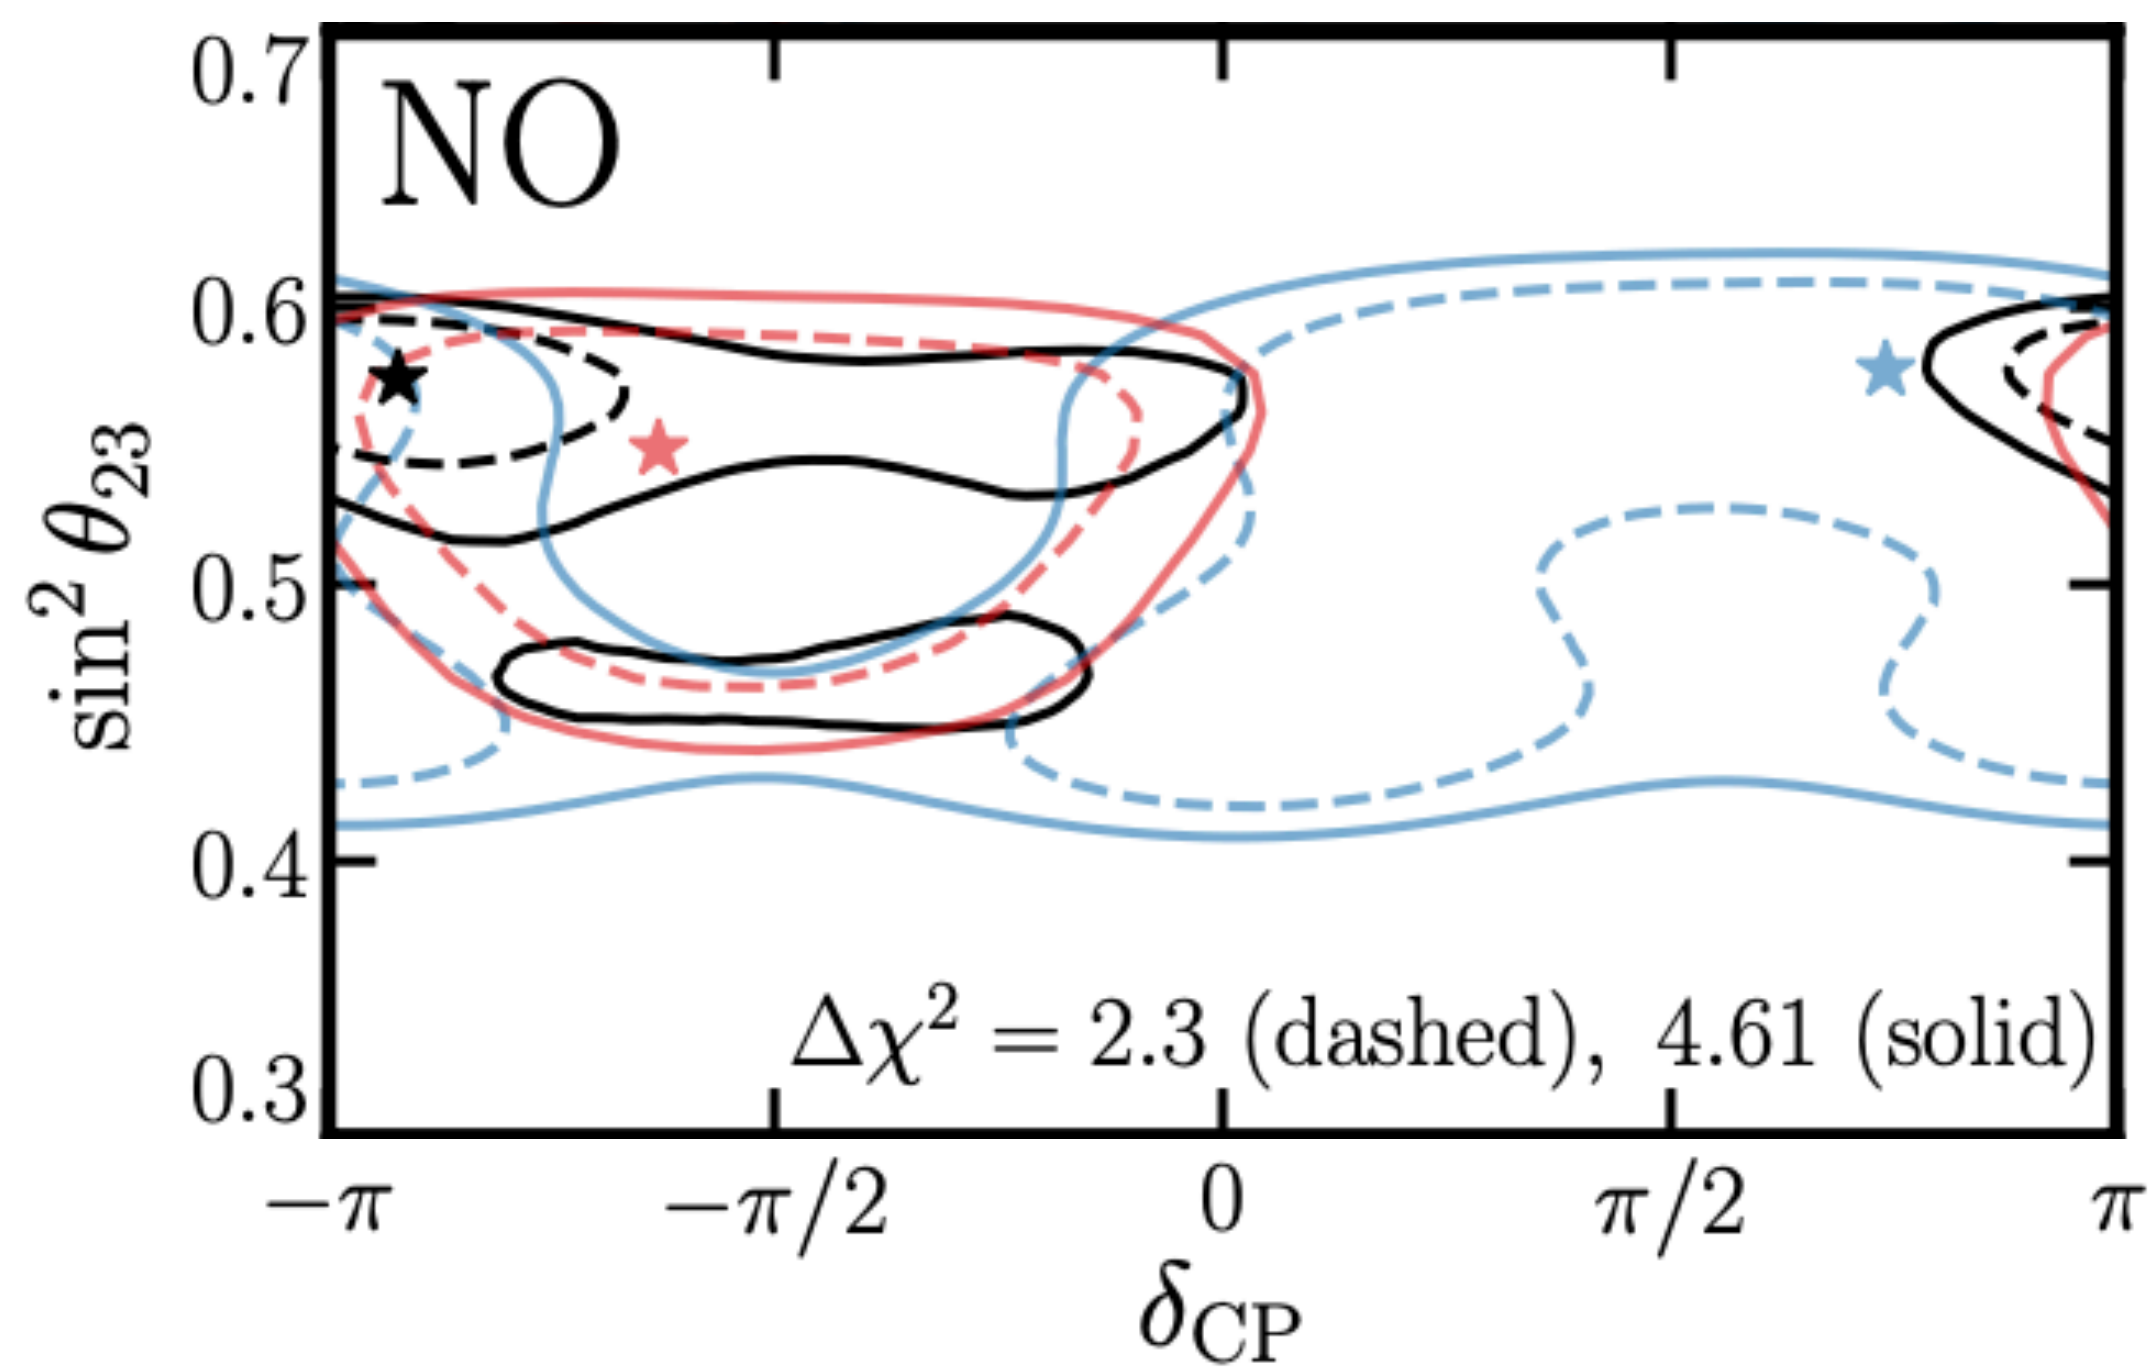 0.7
NO
0.6
sin² θ₂₃
0.5
0.4
Δχ² = 2.3 (dashed), 4.61 (solid)
0.3
−π −π/2 0 π/2 π
δ_CP